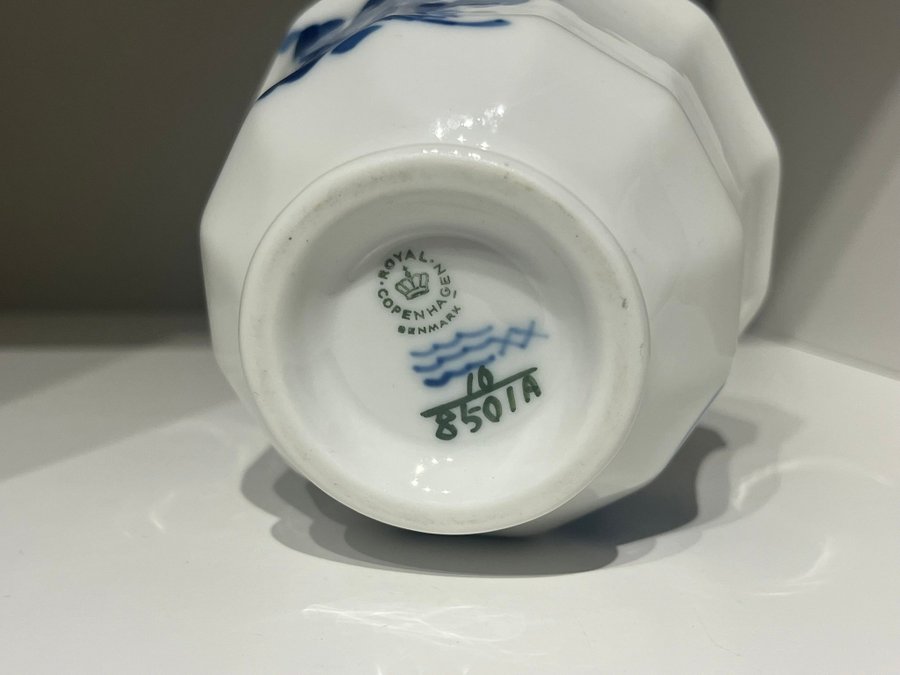 ROYAL COPENHAGEN
DENMARK
10
8501A